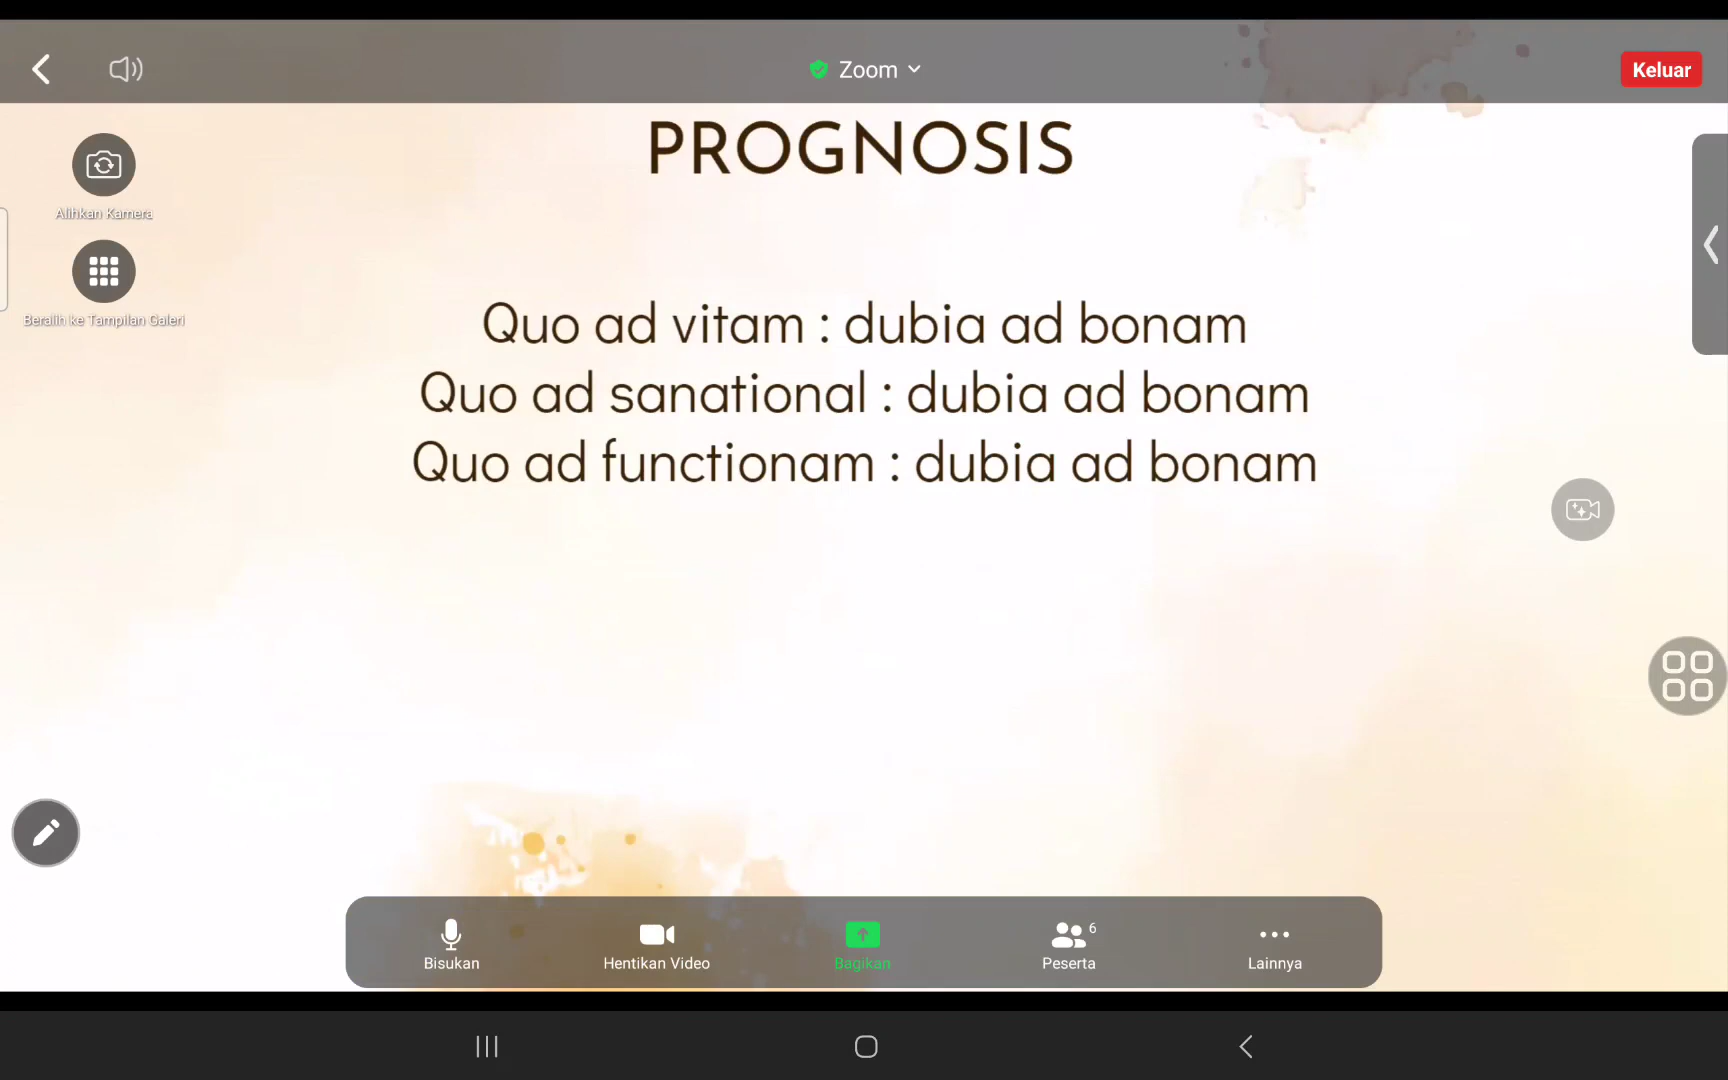 Zoom
Keluar
PROGNOSIS
Alihkan Kamera
Beralih ke Tampilan Galeri
Quo ad vitam : dubia ad bonam
Quo ad sanational : dubia ad bonam
Quo ad functionam : dubia ad bonam
Bisukan
Hentikan Video
Bagikan
6
Peserta
Lainnya